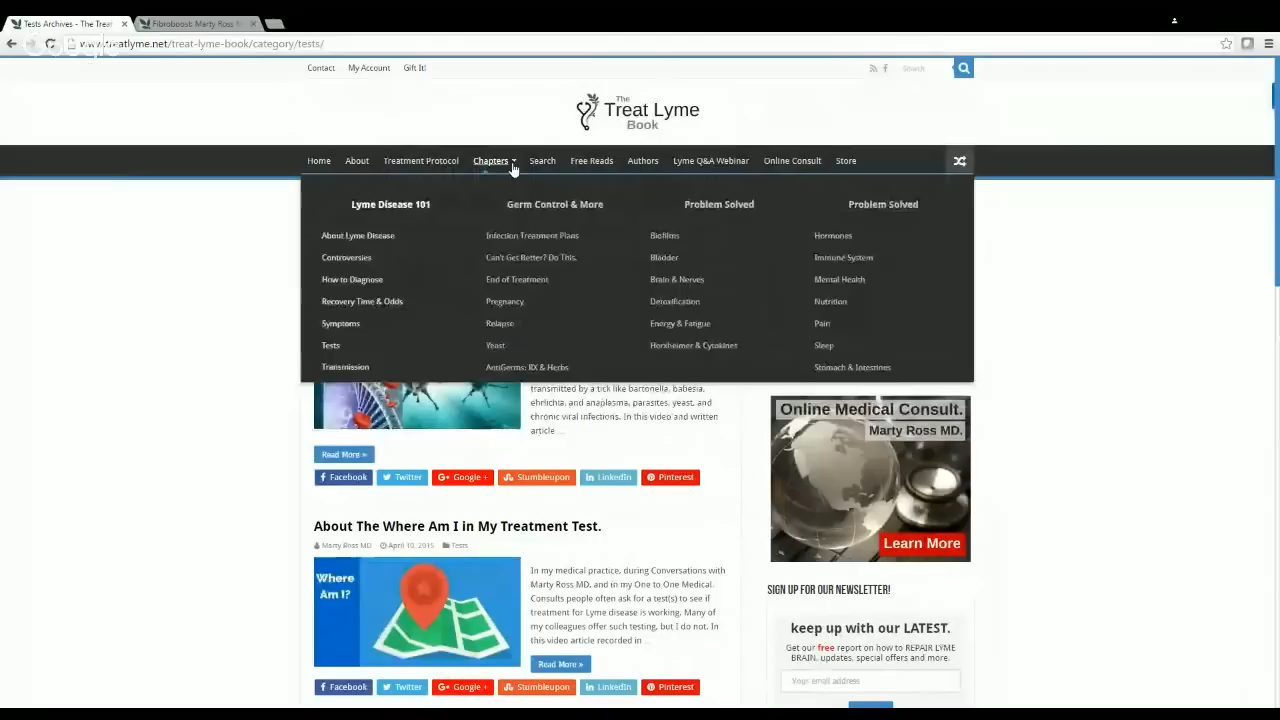 Tests Archives - The Treat
Fibroboost: Marty Ross M
www.treatlyme.net/treat-lyme-book/category/tests/
Contact My Account Gift It! Search
The
Treat Lyme
Book
Home About Treatment Protocol Chapters Search Free Reads Authors Lyme Q&A Webinar Online Consult Store
Lyme Disease 101 Germ Control & More Problem Solved Problem Solved
About Lyme Disease Infection Treatment Plans Biofilms Hormones
Controversies Can't Get Better? Do This. Bladder Immune System
How to Diagnose End of Treatment Brain & Nerves Mental Health
Recovery Time & Odds Pregnancy Detoxification Nutrition
Symptoms Relapse Energy & Fatigue Pain
Tests Yeast Herxheimer & Cytokines Sleep
Transmission AntiGerms: RX & Herbs Stomach & Intestines
transmitted by a tick like bartonella, babesia,
ehrlichia, and anaplasma, parasites, yeast, and
chronic viral infections. In this video and written
article ...
Read More »
Facebook Twitter Google + Stumbleupon LinkedIn Pinterest
Online Medical Consult.
Marty Ross MD.
Learn More
About The Where Am I in My Treatment Test.
Marty Ross MD April 10, 2015 Tests
Where
Am I?
In my medical practice, during Conversations with
Marty Ross MD, and in my One to One Medical
Consults people often ask for a test(s) to see if
treatment for Lyme disease is working. Many of
my colleagues offer such testing, but I do not. In
this video article recorded in ...
Read More »
Facebook Twitter Google + Stumbleupon LinkedIn Pinterest
SIGN UP FOR OUR NEWSLETTER!
keep up with our LATEST.
Get our free report on how to REPAIR LYME
BRAIN, updates, special offers and more.
Your email address